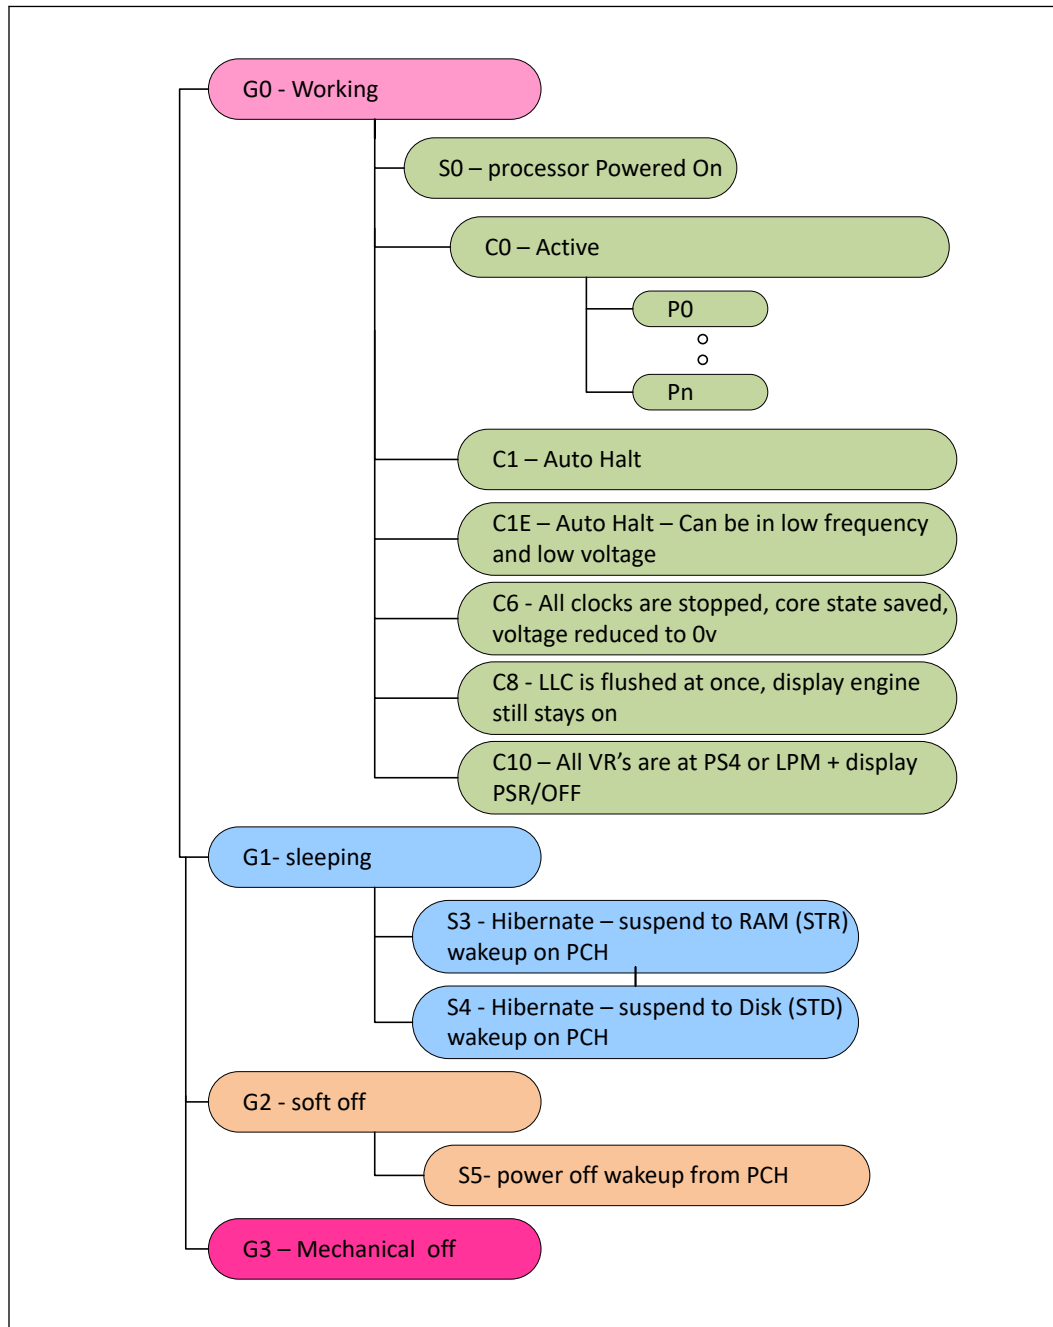 G0 - Working
S0 – processor Powered On
C0 – Active
P0
Pn
C1 – Auto Halt
C1E – Auto Halt – Can be in low frequency
and low voltage
C6 - All clocks are stopped, core state saved,
voltage reduced to 0v
C8 - LLC is flushed at once, display engine
still stays on
C10 – All VR’s are at PS4 or LPM + display
PSR/OFF
G1- sleeping
S3 - Hibernate – suspend to RAM (STR)
wakeup on PCH
S4 - Hibernate – suspend to Disk (STD)
wakeup on PCH
G2 - soft off
S5- power off wakeup from PCH
G3 – Mechanical  off